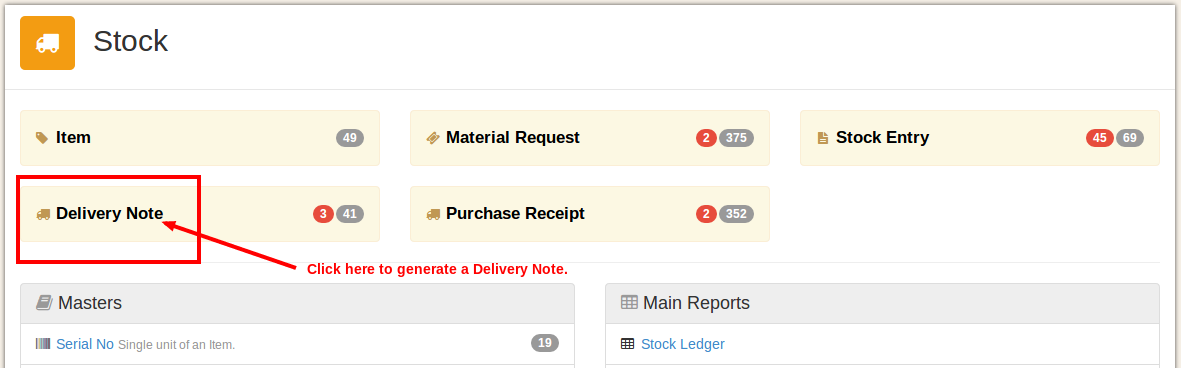 Stock
Item 49
Material Request 2 375
Stock Entry 45 69
Delivery Note 3 41
Purchase Receipt 2 352
Click here to generate a Delivery Note.
Masters
Serial No Single unit of an Item. 19
Main Reports
Stock Ledger